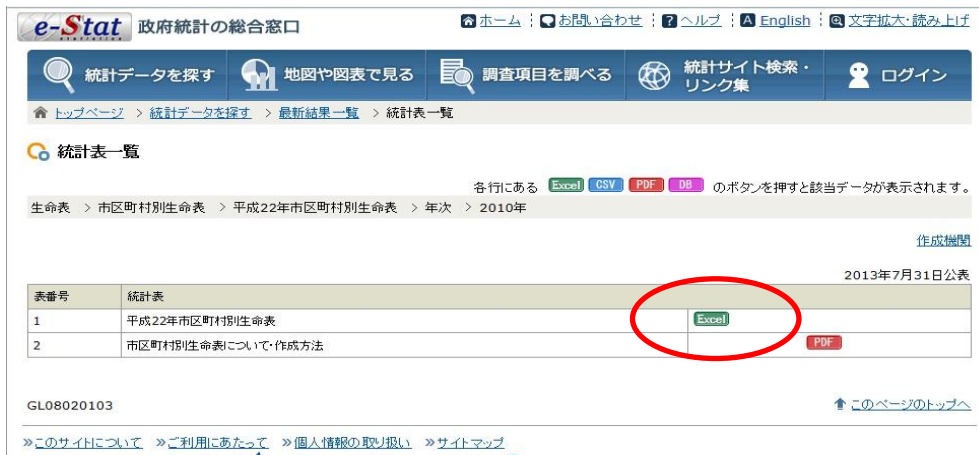 e-Stat 政府統計の総合窓口 ホーム お問い合わせ ? ヘルプ A English 文字拡大・読み上げ
統計データを探す 地図や図表で見る 調査項目を調べる 統計サイト検索・リンク集 ログイン
トップページ > 統計データを探す > 最新結果一覧 > 統計表一覧
統計表一覧
各行にある Excel CSV PDF DB のボタンを押すと該当データが表示されます。
生命表 > 市区町村別生命表 > 平成22年市区町村別生命表 > 年次 > 2010年
作成機関
2013年7月31日公表
表番号 統計表
1 平成22年市区町村別生命表 Excel
2 市区町村別生命表について・作成方法 PDF
GL08020103 このページのトップへ
»このサイトについて »ご利用にあたって »個人情報の取り扱い »サイトマップ